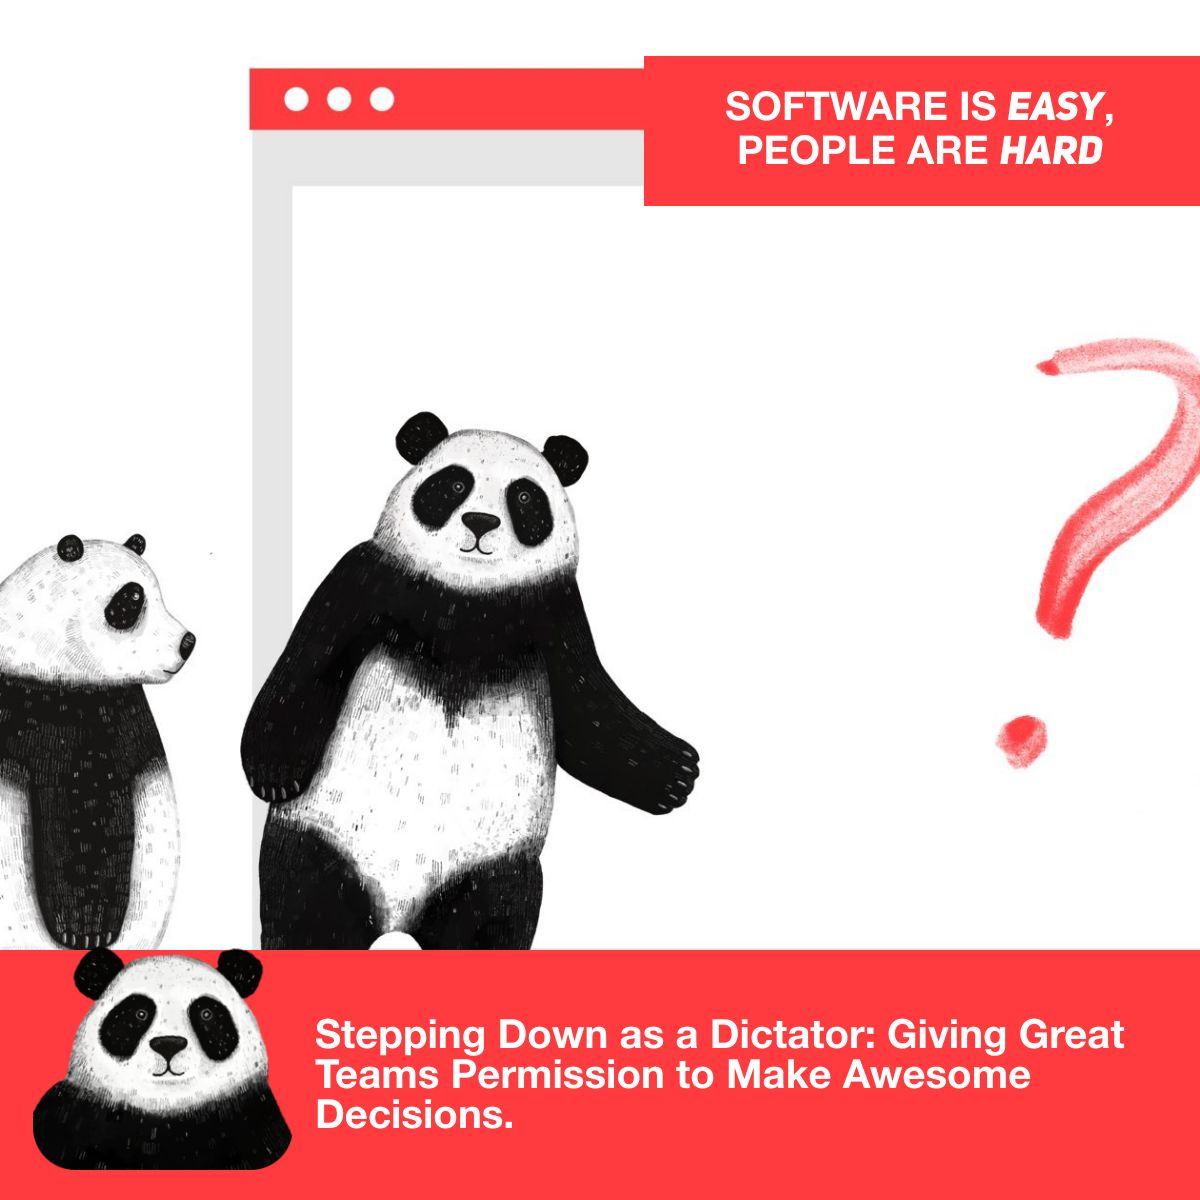 SOFTWARE IS EASY,
PEOPLE ARE HARD
?
Stepping Down as a Dictator: Giving Great
Teams Permission to Make Awesome
Decisions.